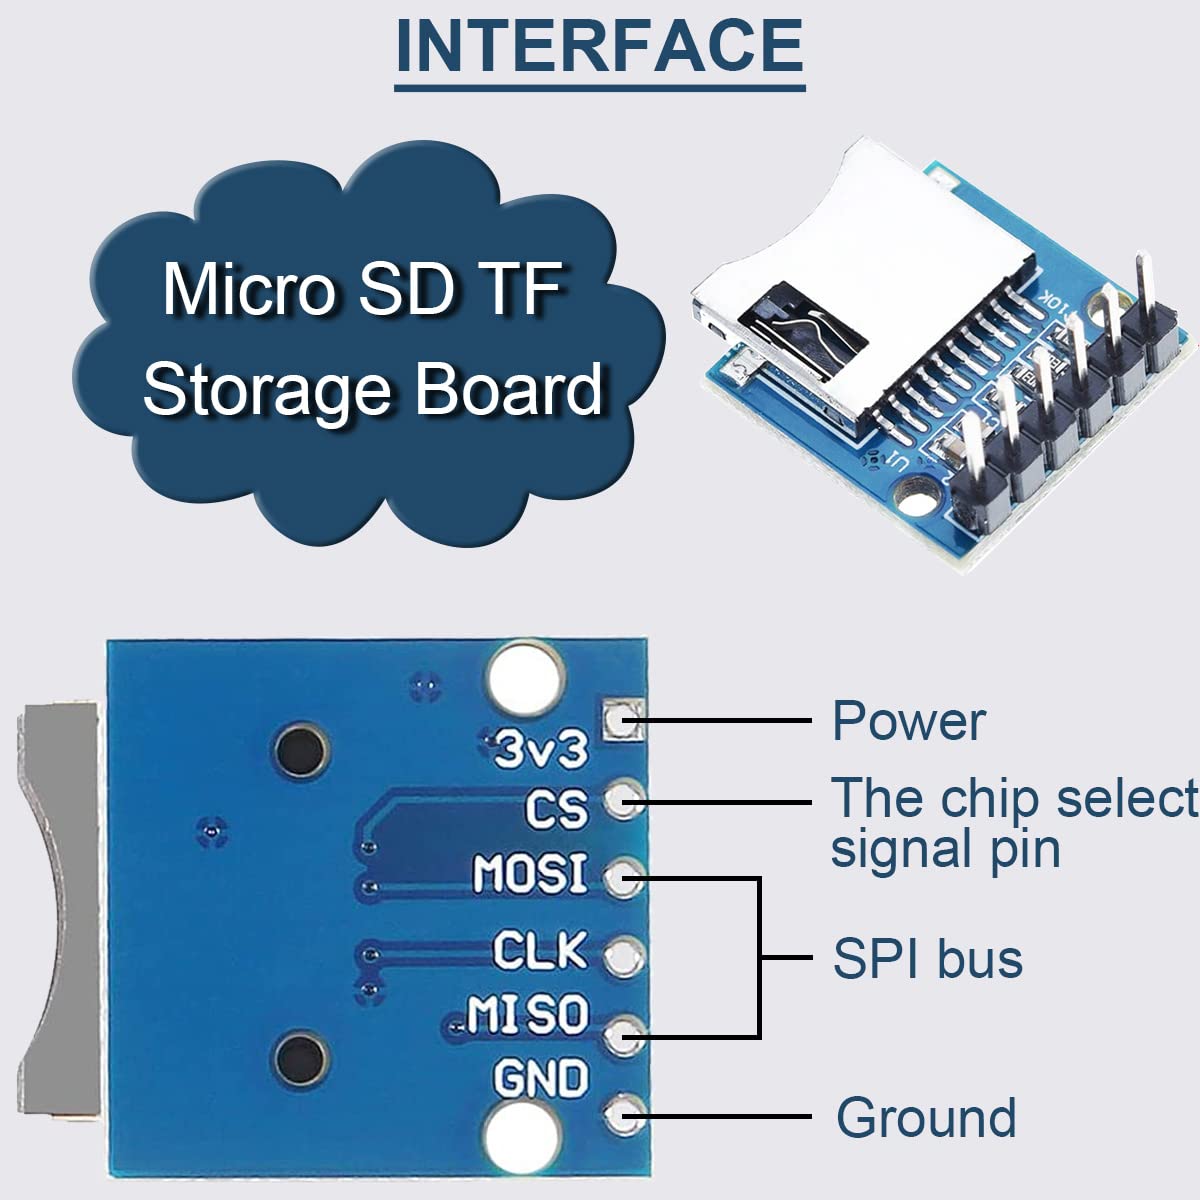 INTERFACE
Micro SD TF
Storage Board
10K
U1
3v3
CS
MOSI
CLK
MISO
GND
Power
The chip select
signal pin
SPI bus
Ground